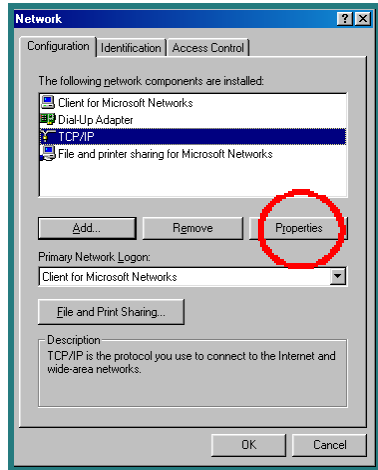 Network
Configuration Identification Access Control
The following network components are installed:
Client for Microsoft Networks
Dial-Up Adapter
TCP/IP
File and printer sharing for Microsoft Networks
Add... Remove Properties
Primary Network Logon:
Client for Microsoft Networks
File and Print Sharing...
Description
TCP/IP is the protocol you use to connect to the Internet and
wide-area networks.
OK Cancel